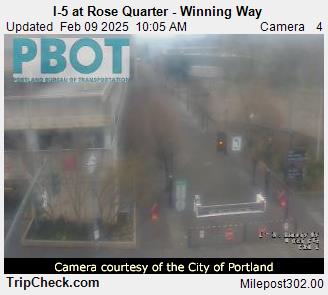 I-5 at Rose Quarter - Winning Way
Updated Feb 09 2025 10:05 AM Camera 4
PBOT
PORTLAND BUREAU OF TRANSPORTATION
Camera courtesy of the City of Portland
TripCheck.com Milepost302.00